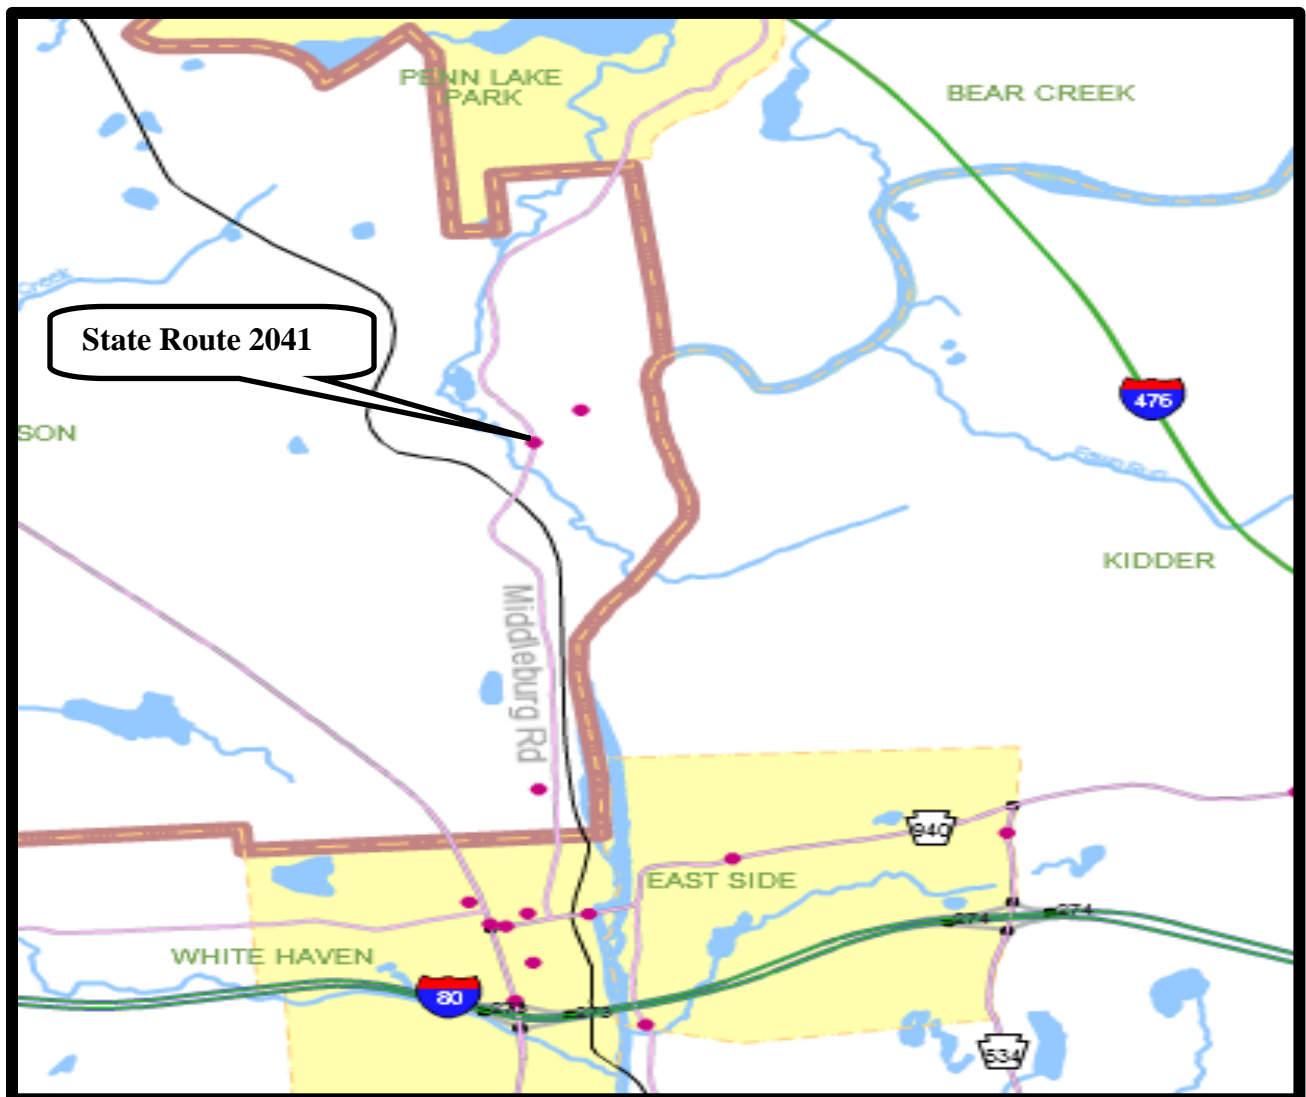 PENN LAKE
PARK
BEAR CREEK
Creek
State Route 2041
476
SON
KIDDER
Middleburg Rd
940
EAST SIDE
274
274
WHITE HAVEN
80
534